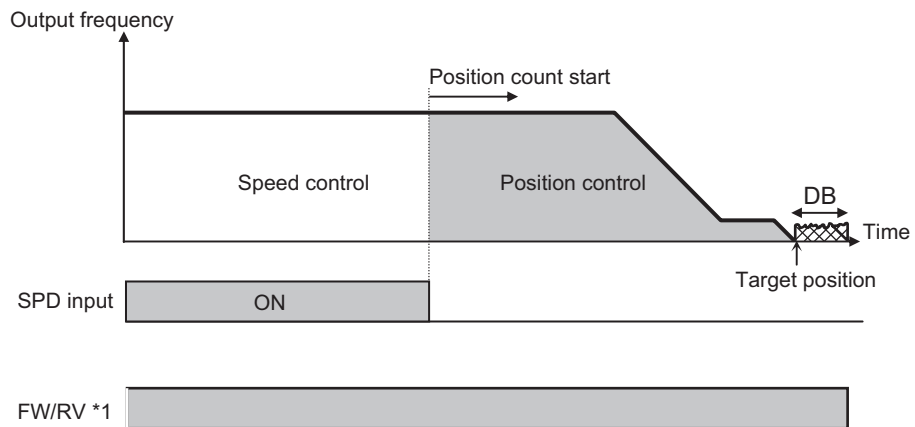 Output frequency
Position count start
Speed control
Position control
DB
Time
Target position
SPD input
ON
FW/RV *1